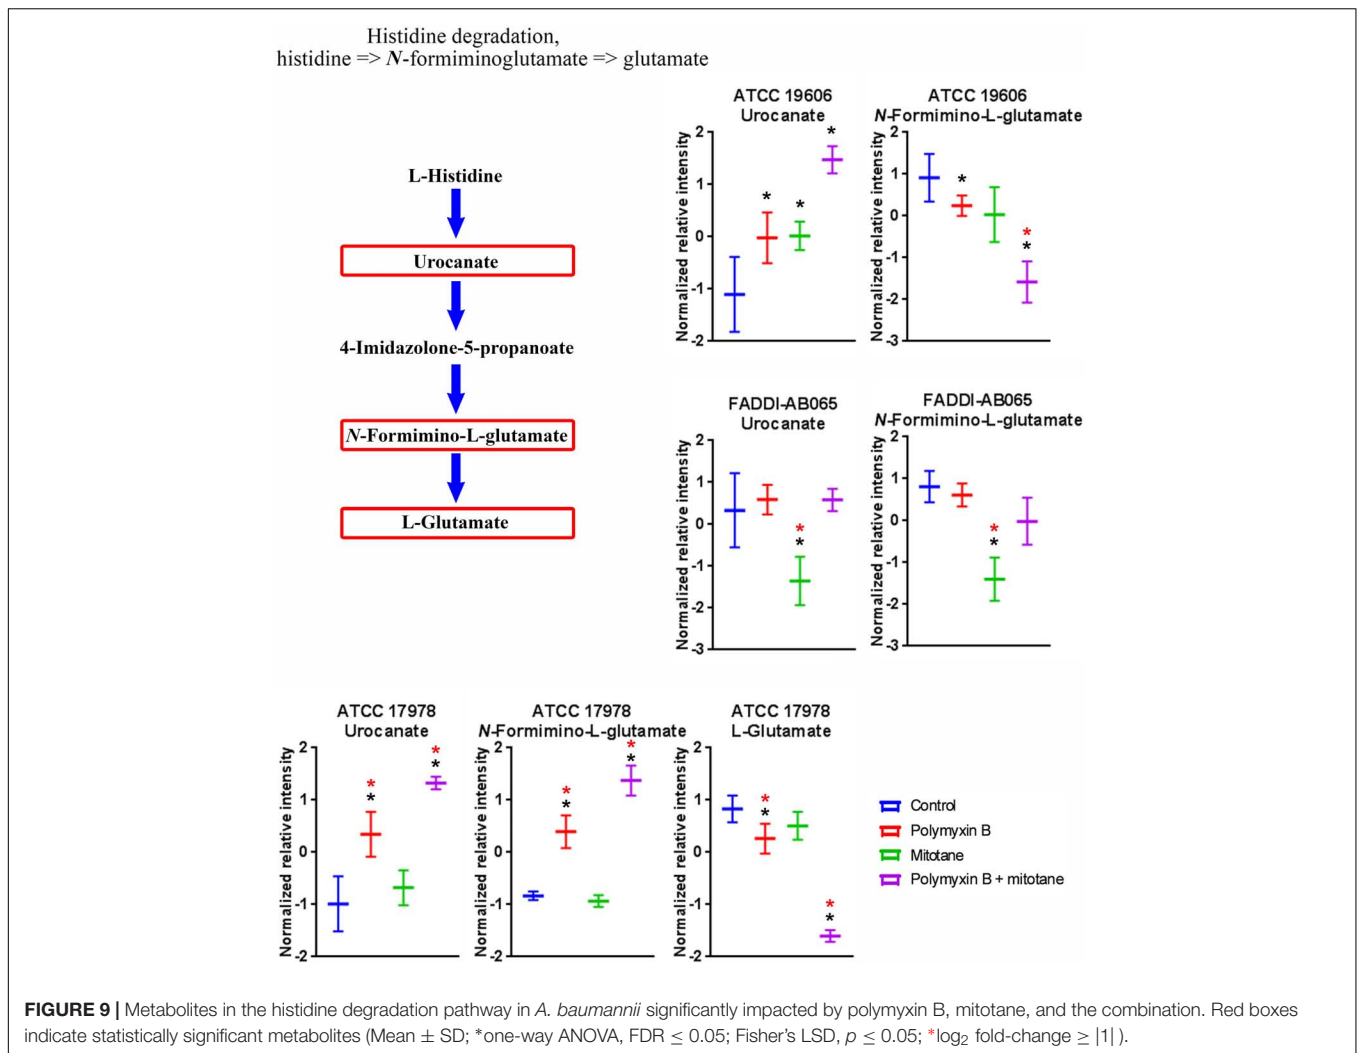 Histidine degradation,
histidine => N-formiminoglutamate => glutamate
L-Histidine
Urocanate
4-Imidazolone-5-propanoate
N-Formimino-L-glutamate
L-Glutamate
ATCC 19606
Urocanate
Normalized relative intensity
2
1
0
-1
-2
*
*
*
ATCC 19606
N-Formimino-L-glutamate
Normalized relative intensity
2
1
0
-1
-2
-3
*
*
*
FADDI-AB065
Urocanate
Normalized relative intensity
2
1
0
-1
-2
-3
*
*
FADDI-AB065
N-Formimino-L-glutamate
Normalized relative intensity
2
1
0
-1
-2
-3
*
*
ATCC 17978
Urocanate
Normalized relative intensity
2
1
0
-1
-2
*
*
*
*
ATCC 17978
N-Formimino-L-glutamate
Normalized relative intensity
2
1
0
-1
-2
*
*
*
*
ATCC 17978
L-Glutamate
Normalized relative intensity
2
1
0
-1
-2
*
*
*
*
Control
Polymyxin B
Mitotane
Polymyxin B + mitotane
FIGURE 9 | Metabolites in the histidine degradation pathway in A. baumannii significantly impacted by polymyxin B, mitotane, and the combination. Red boxes
indicate statistically significant metabolites (Mean ± SD; *one-way ANOVA, FDR ≤ 0.05; Fisher's LSD, p ≤ 0.05; *log₂ fold-change ≥ |1| ).